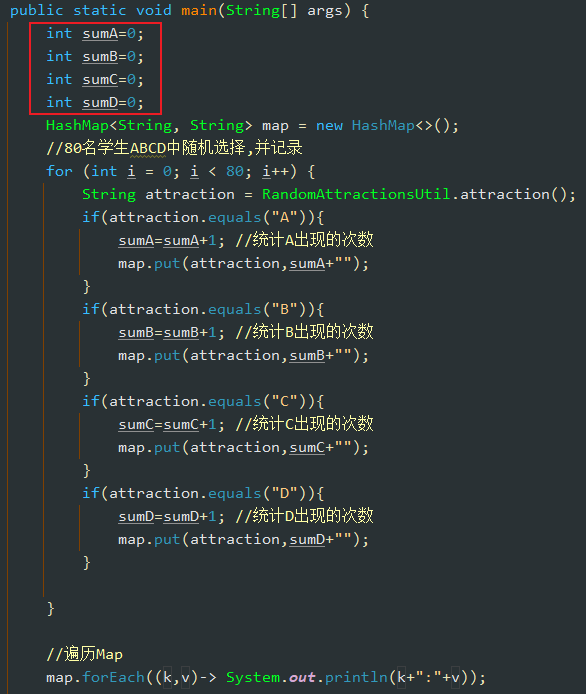 public static void main(String[] args) {
int sumA=0;
int sumB=0;
int sumC=0;
int sumD=0;
HashMap<String, String> map = new HashMap<>();
//80名学生ABCD中随机选择,并记录
for (int i = 0; i < 80; i++) {
String attraction = RandomAttractionsUtil.attraction();
if(attraction.equals("A")){
sumA=sumA+1; //统计A出现的次数
map.put(attraction,sumA+"");
}
if(attraction.equals("B")){
sumB=sumB+1; //统计B出现的次数
map.put(attraction,sumB+"");
}
if(attraction.equals("C")){
sumC=sumC+1; //统计C出现的次数
map.put(attraction,sumC+"");
}
if(attraction.equals("D")){
sumD=sumD+1; //统计D出现的次数
map.put(attraction,sumD+"");
}
}
//遍历Map
map.forEach((k,v)-> System.out.println(k+":"+v));